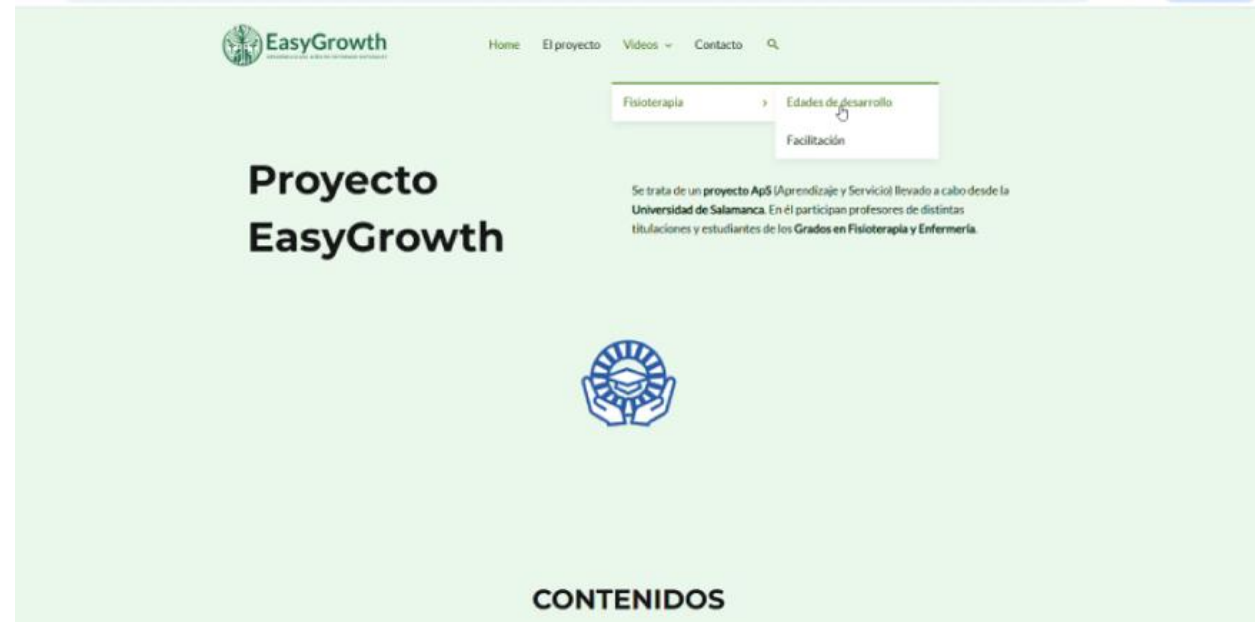 EasyGrowth
Home El proyecto Videos Contacto
Fisioterapia
Edades de desarrollo
Facilitación
Proyecto
EasyGrowth
Se trata de un proyecto ApS (Aprendizaje y Servicio) llevado a cabo desde la
Universidad de Salamanca. En él participan profesores de distintas
titulaciones y estudiantes de los Grados en Fisioterapia y Enfermería.
CONTENIDOS